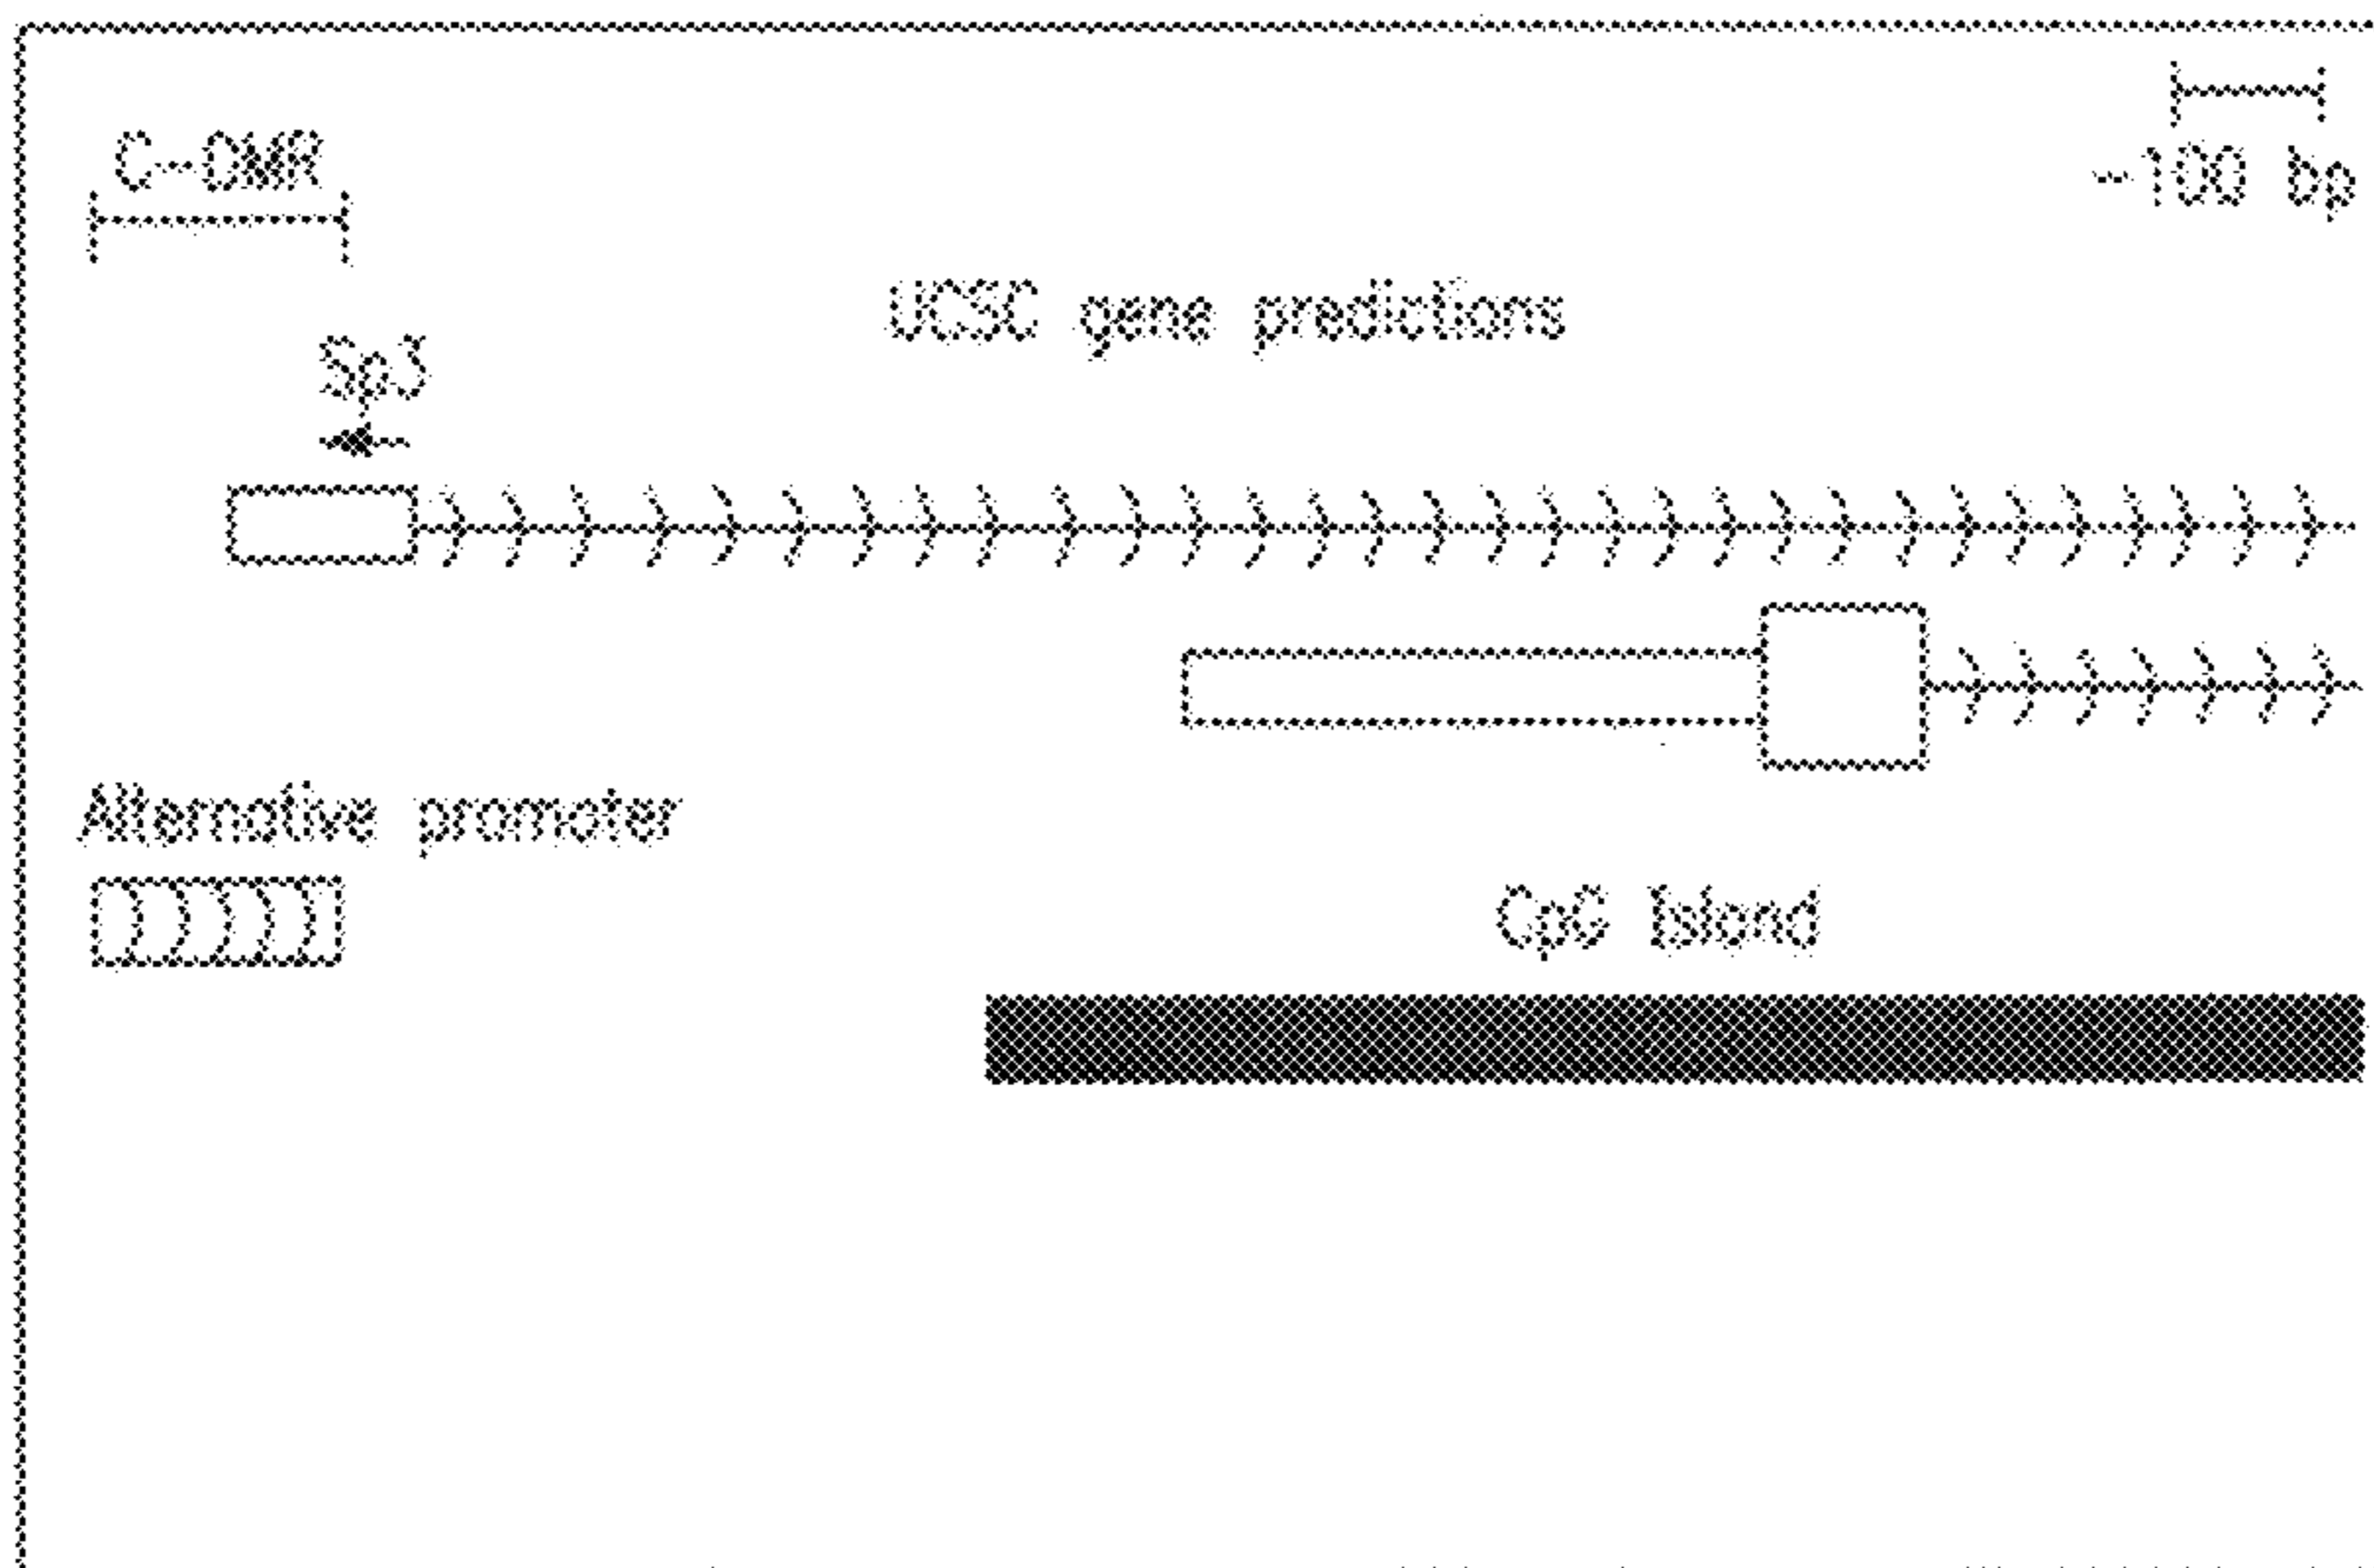 C-DMR
~100 bp
UCSC gene predictions
Sp3
Alternative promoter
CpG Island